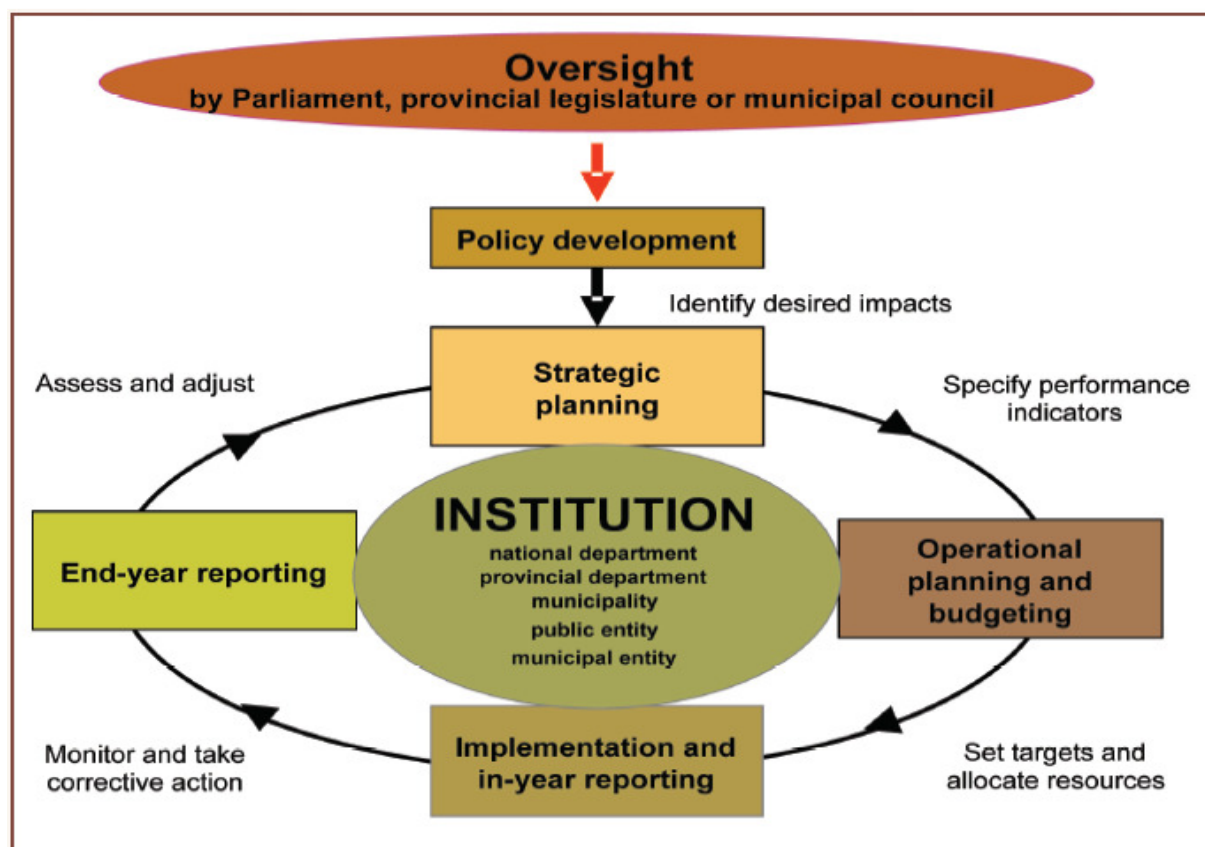 Oversight
by Parliament, provincial legislature or municipal council
Policy development
Identify desired impacts
Strategic
planning
Assess and adjust
Specify performance
indicators
INSTITUTION
national department
provincial department
municipality
public entity
municipal entity
End-year reporting
Operational
planning and
budgeting
Implementation and
in-year reporting
Monitor and take
corrective action
Set targets and
allocate resources